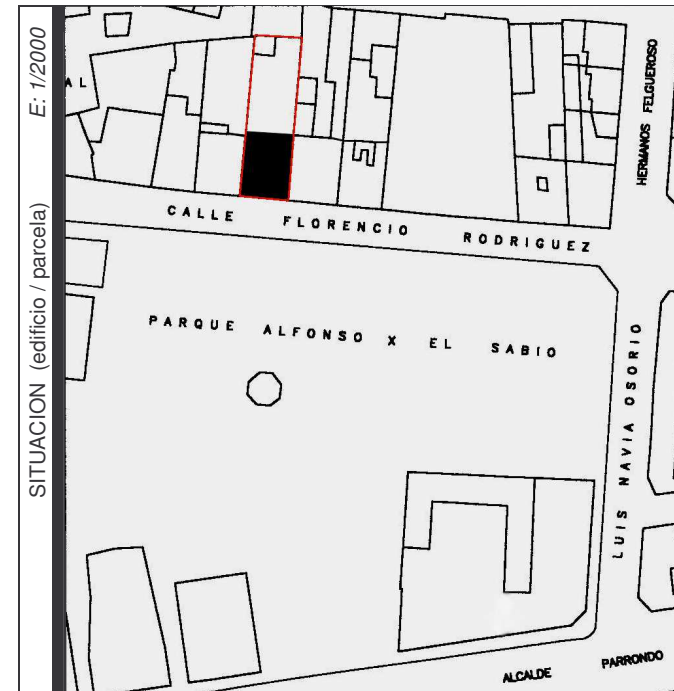 SITUACION (edificio / parcela) E: 1/2000
A L
HERMANOS FELGUEROSO
CALLE FLORENCIO RODRIGUEZ
PARQUE ALFONSO X EL SABIO
LUIS NAVIA OSORIO
ALCALDE PARRONDO